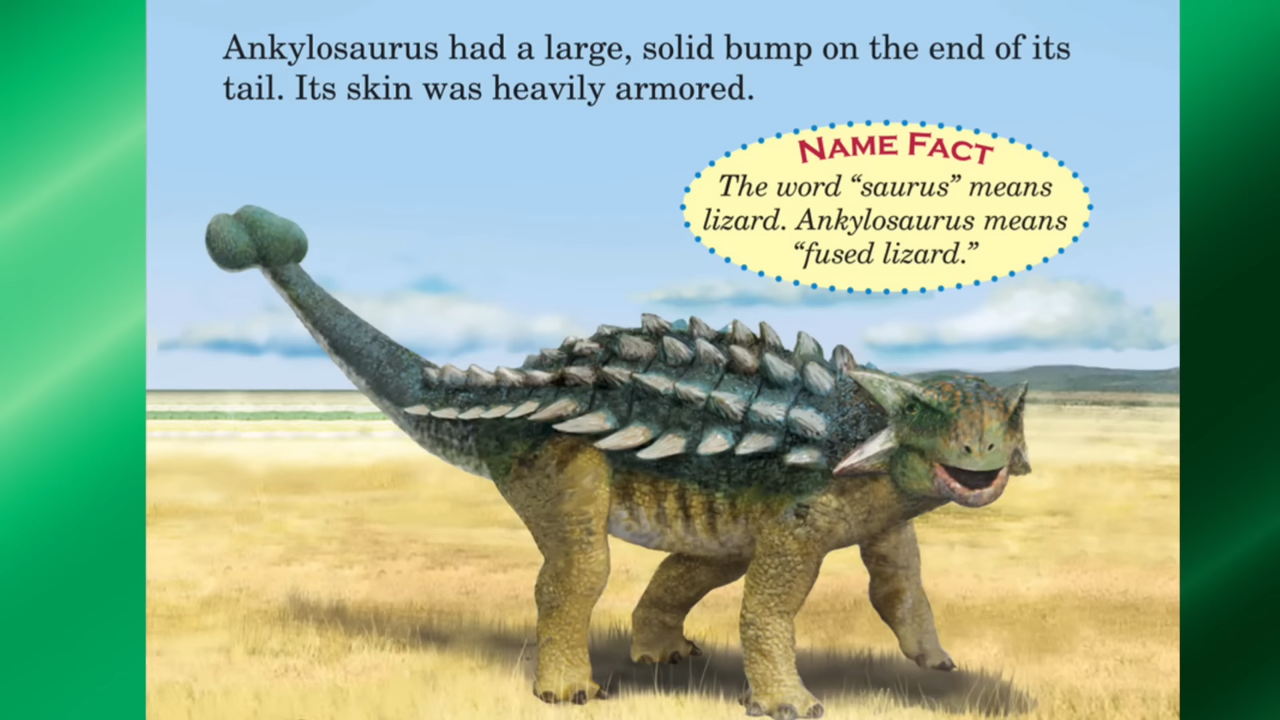 Ankylosaurus had a large, solid bump on the end of its
tail. Its skin was heavily armored.
NAME FACT
The word “saurus” means
lizard. Ankylosaurus means
“fused lizard.”